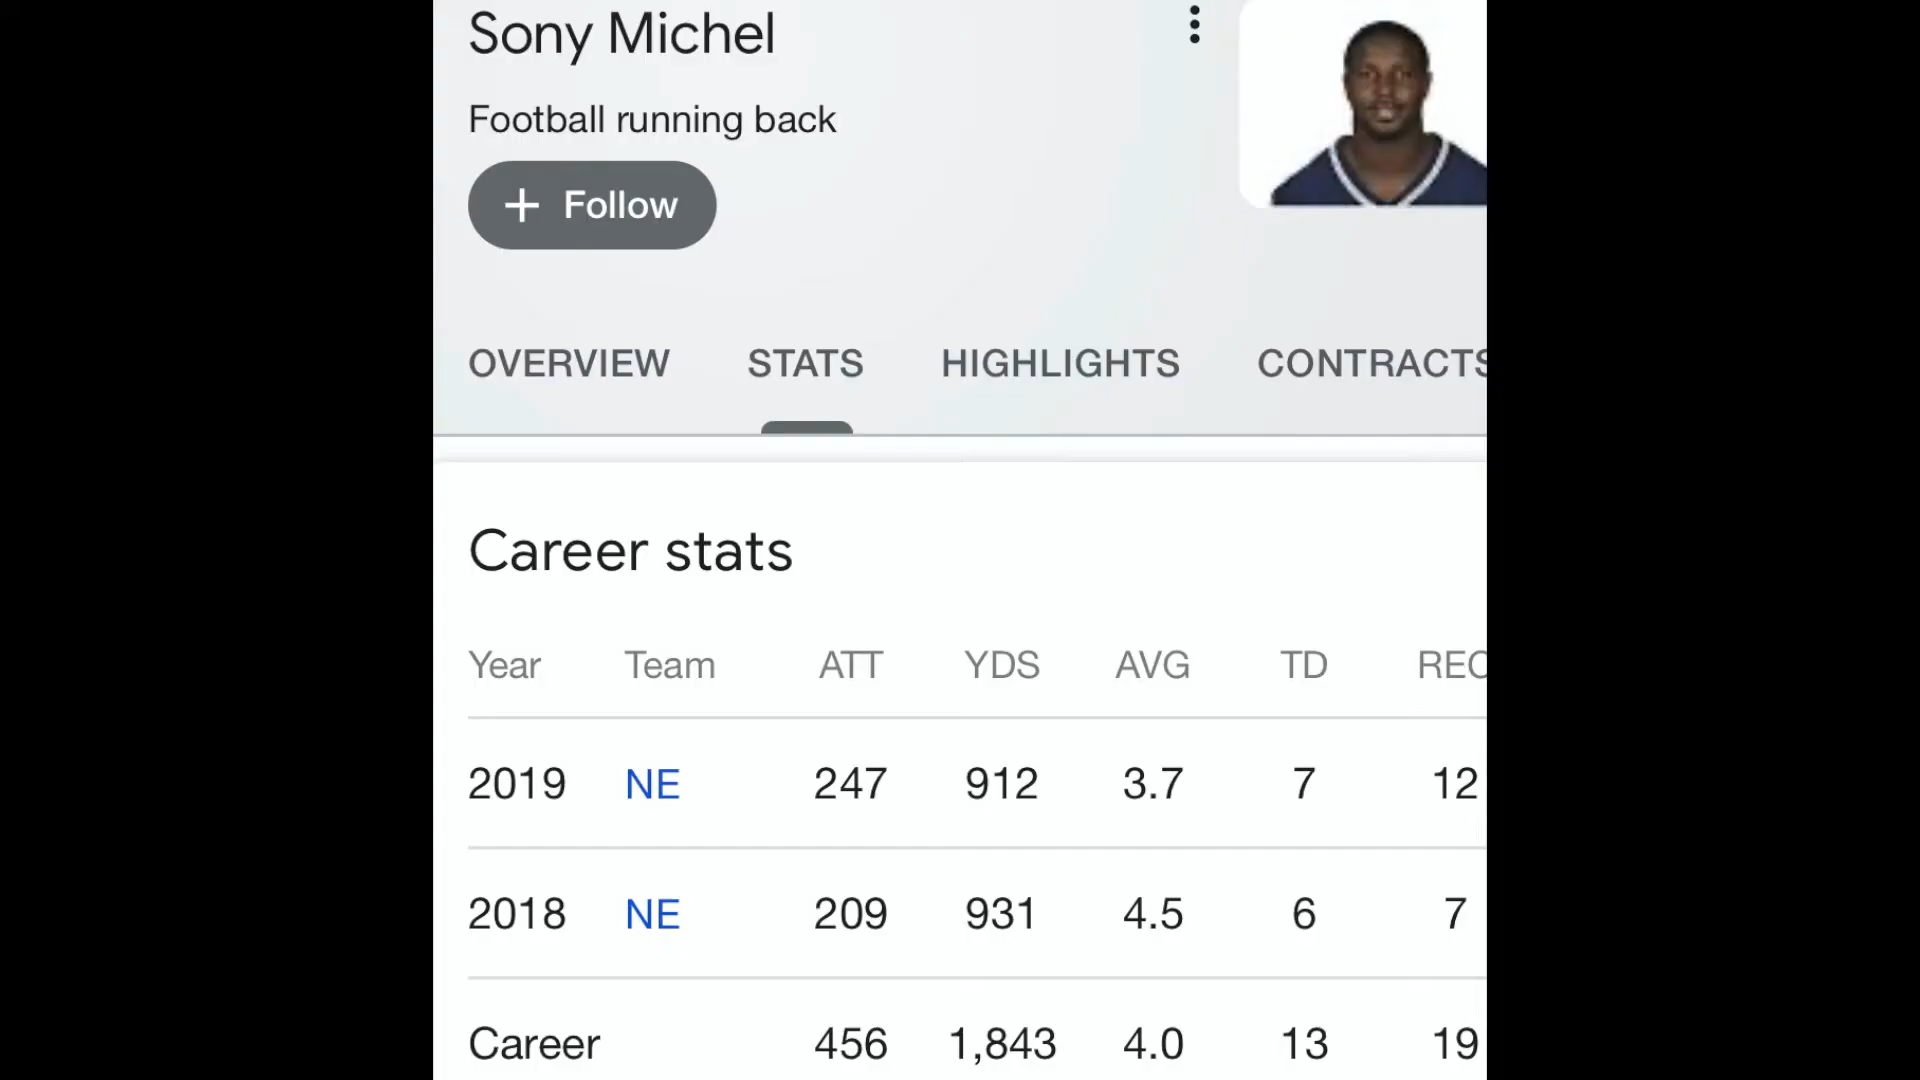 Sony Michel
Football running back
+ Follow
OVERVIEW STATS HIGHLIGHTS CONTRACTS
Career stats
Year Team ATT YDS AVG TD REC
2019 NE 247 912 3.7 7 12
2018 NE 209 931 4.5 6 7
Career 456 1,843 4.0 13 19